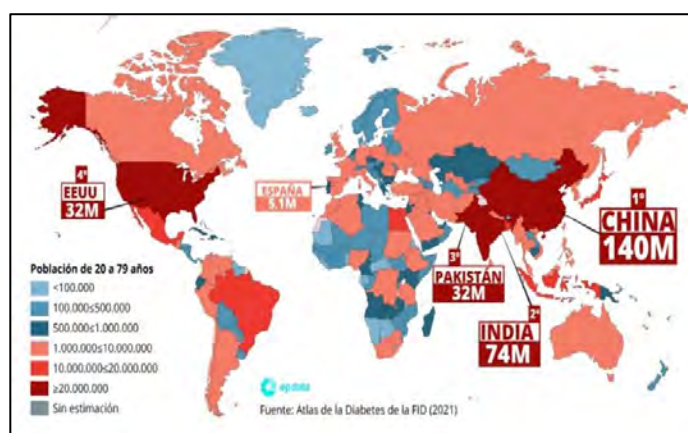 4º
EEUU
32M
ESPAÑA
5.1M
1º
CHINA
140M
3º
PAKISTÁN
32M
2º
INDIA
74M
Población de 20 a 79 años
<100.000
100.000≤500.000
500.000≤1.000.000
1.000.000≤10.000.000
10.000.000≤20.000.000
≥20.000.000
Sin estimación
epdata
Fuente: Atlas de la Diabetes de la FID (2021)